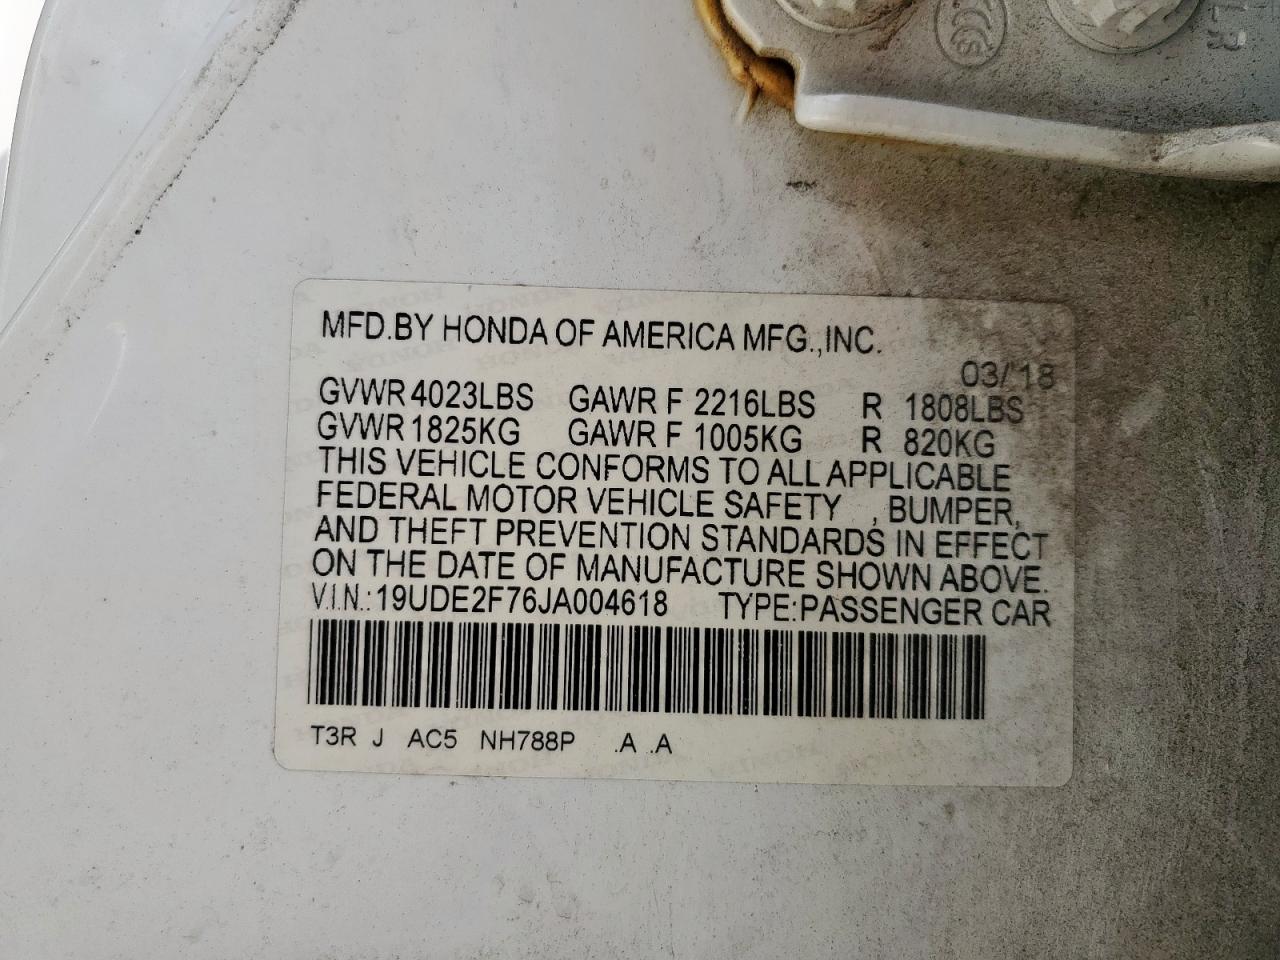 LR
MFD.BY HONDA OF AMERICA MFG.,INC.
03/'18
GVWR 4023LBS GAWR F 2216LBS R 1808LBS
GVWR 1825KG GAWR F 1005KG R 820KG
THIS VEHICLE CONFORMS TO ALL APPLICABLE
FEDERAL MOTOR VEHICLE SAFETY , BUMPER,
AND THEFT PREVENTION STANDARDS IN EFFECT
ON THE DATE OF MANUFACTURE SHOWN ABOVE.
V.I.N.:19UDE2F76JA004618 TYPE:PASSENGER CAR
T3R J AC5 NH788P .A .A